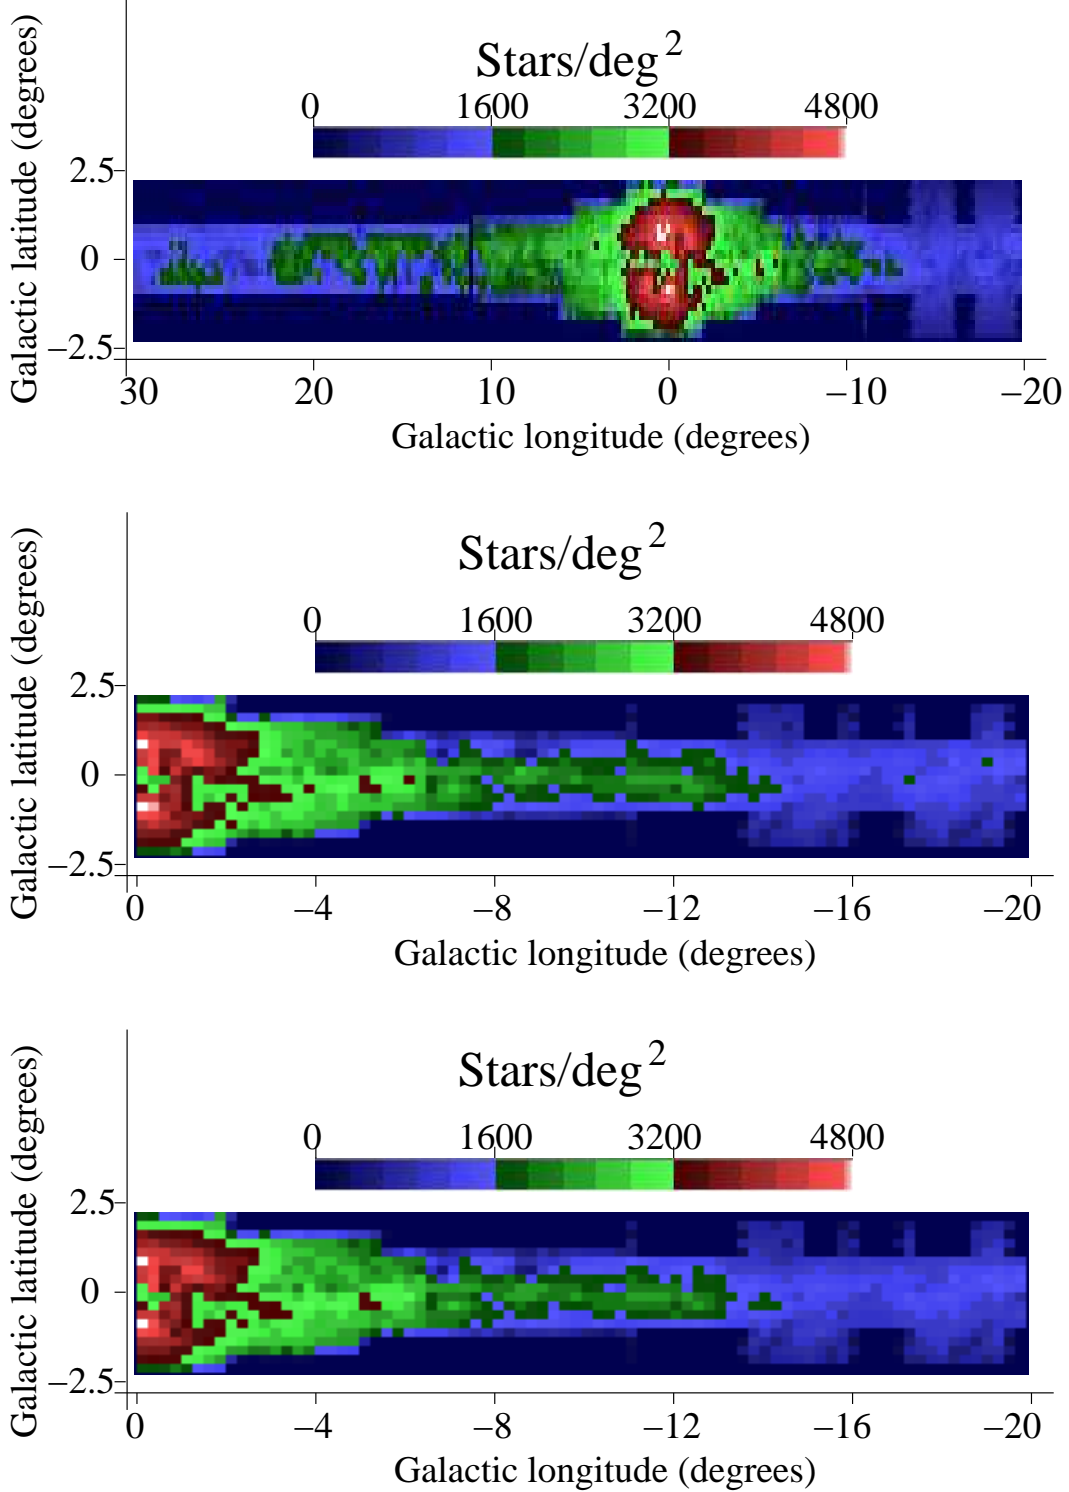 Stars/deg 2
0 1600 3200 4800
Galactic latitude (degrees)
2.5
0
−2.5
30 20 10 0 −10 −20
Galactic longitude (degrees)
Stars/deg 2
0 1600 3200 4800
Galactic latitude (degrees)
2.5
0
−2.5
0 −4 −8 −12 −16 −20
Galactic longitude (degrees)
Stars/deg 2
0 1600 3200 4800
Galactic latitude (degrees)
2.5
0
−2.5
0 −4 −8 −12 −16 −20
Galactic longitude (degrees)